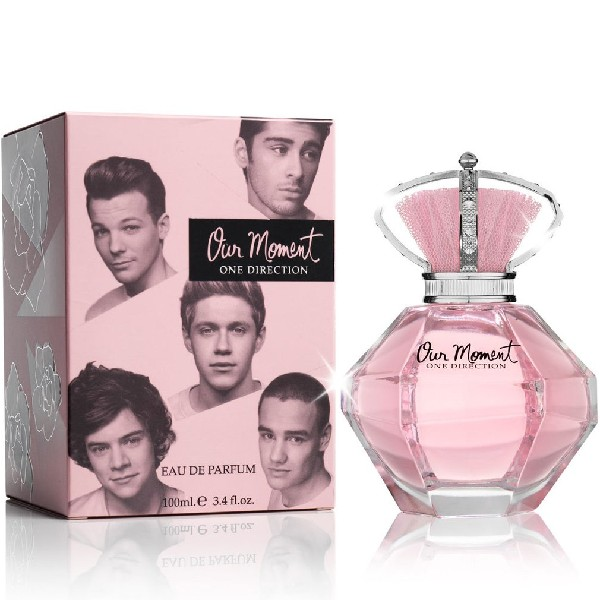 Our Moment
ONE DIRECTION
EAU DE PARFUM
100ml.e 3.4 fl.oz.
Our Moment
ONE DIRECTION